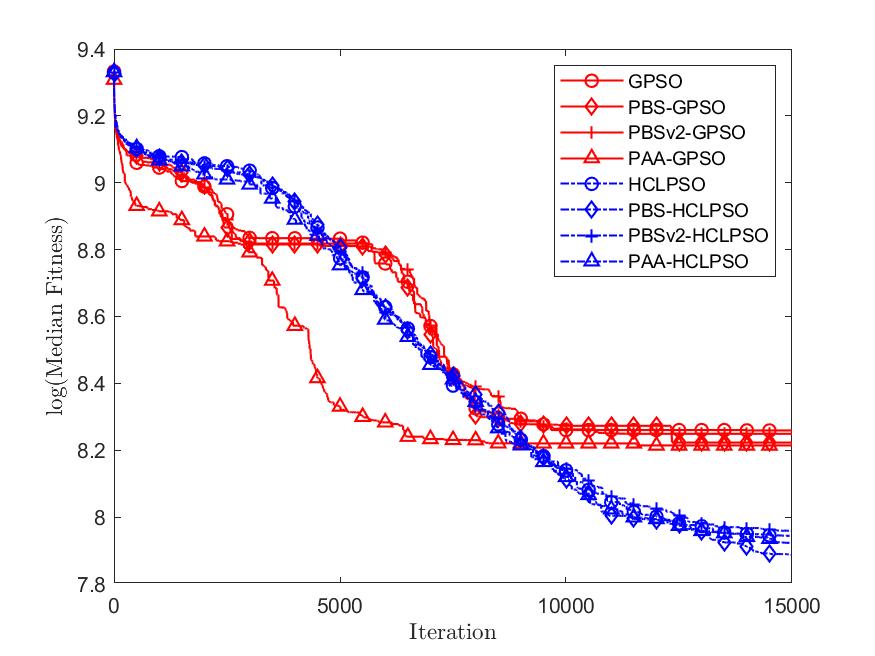 9.4
9.2
9
8.8
8.6
8.4
8.2
8
7.8
log(Median Fitness)
GPSO
PBS-GPSO
PBSv2-GPSO
PAA-GPSO
HCLPSO
PBS-HCLPSO
PBSv2-HCLPSO
PAA-HCLPSO
0 5000 10000 15000
Iteration